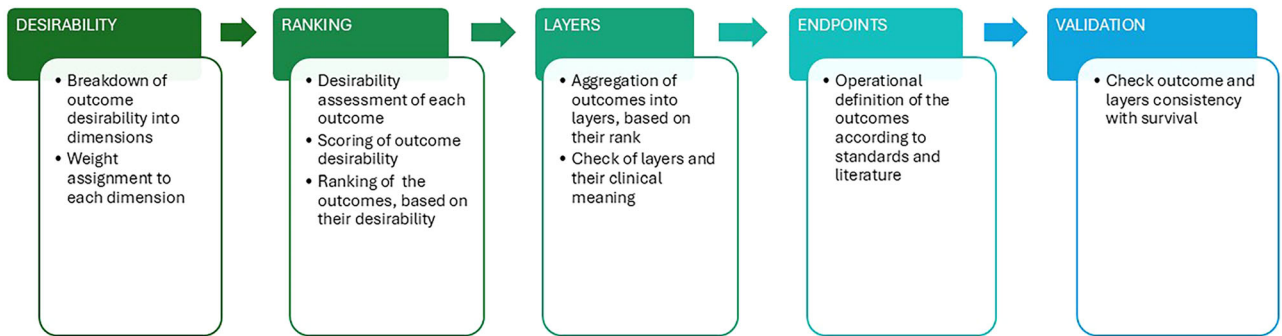 DESIRABILITY
• Breakdown of
outcome
desirability into
dimensions
• Weight
assignment to
each dimension
RANKING
• Desirability
assessment of each
outcome
• Scoring of outcome
desirability
• Ranking of the
outcomes, based on
their desirability
LAYERS
• Aggregation of
outcomes into
layers, based on
their rank
• Check of layers and
their clinical
meaning
ENDPOINTS
• Operational
definition of the
outcomes
according to
standards and
literature
VALIDATION
• Check outcome and
layers consistency
with survival